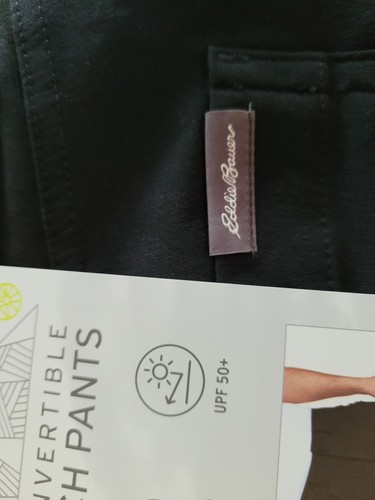 Eddie Bauer
NVERTIBLE
CH PANTS
UPF 50+